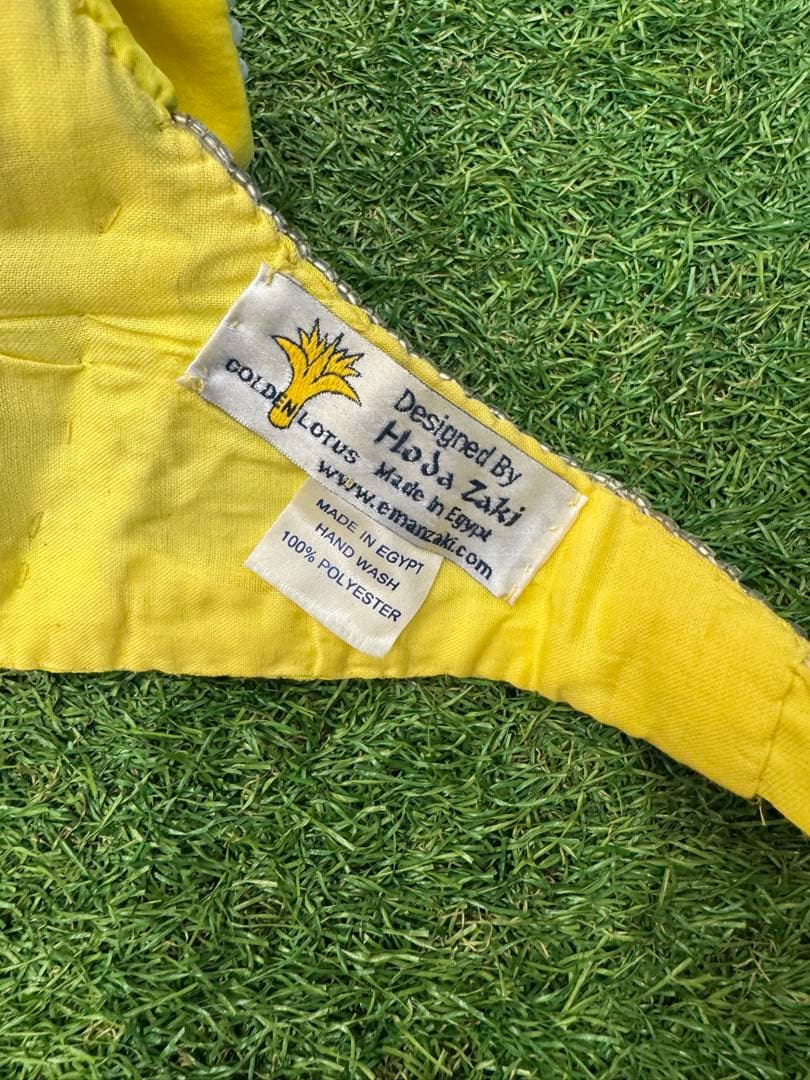 GOLDEN LOTUS
Designed By
Hoda Zaki
Made In Egypt
www.emanzaki.com
MADE IN EGYPT
HAND WASH
100% POLYESTER